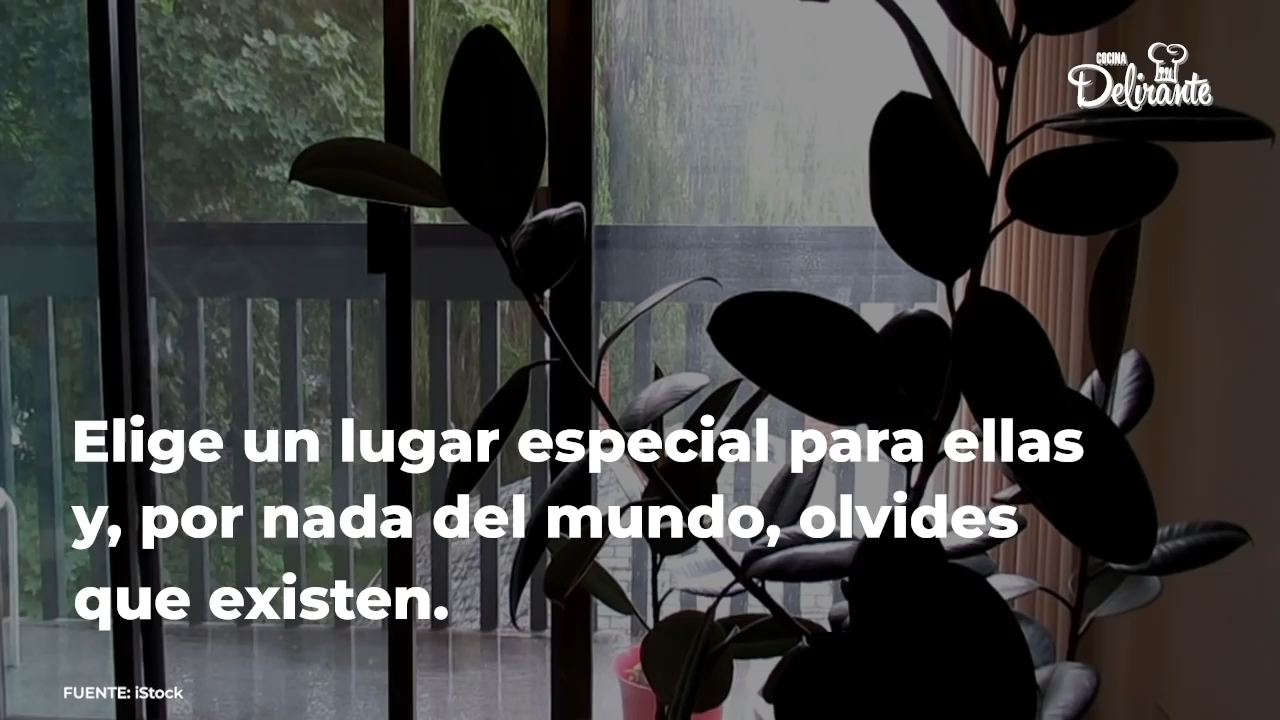 COCINA
Delirante
Elige un lugar especial para ellas
y, por nada del mundo, olvides
que existen.
FUENTE: iStock